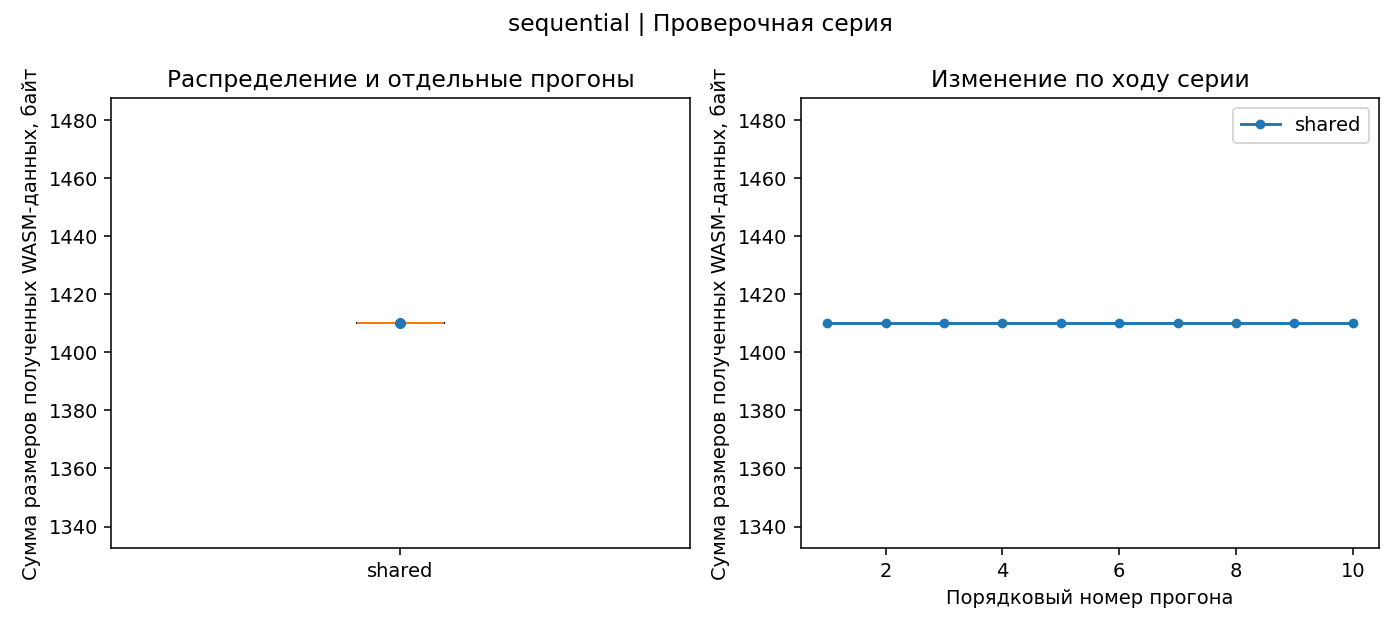 sequential | Проверочная серия
Распределение и отдельные прогоны
Сумма размеров полученных WASM-данных, байт
1480
1460
1440
1420
1400
1380
1360
1340
shared
Изменение по ходу серии
Сумма размеров полученных WASM-данных, байт
1480
1460
1440
1420
1400
1380
1360
1340
shared
2 4 6 8 10
Порядковый номер прогона